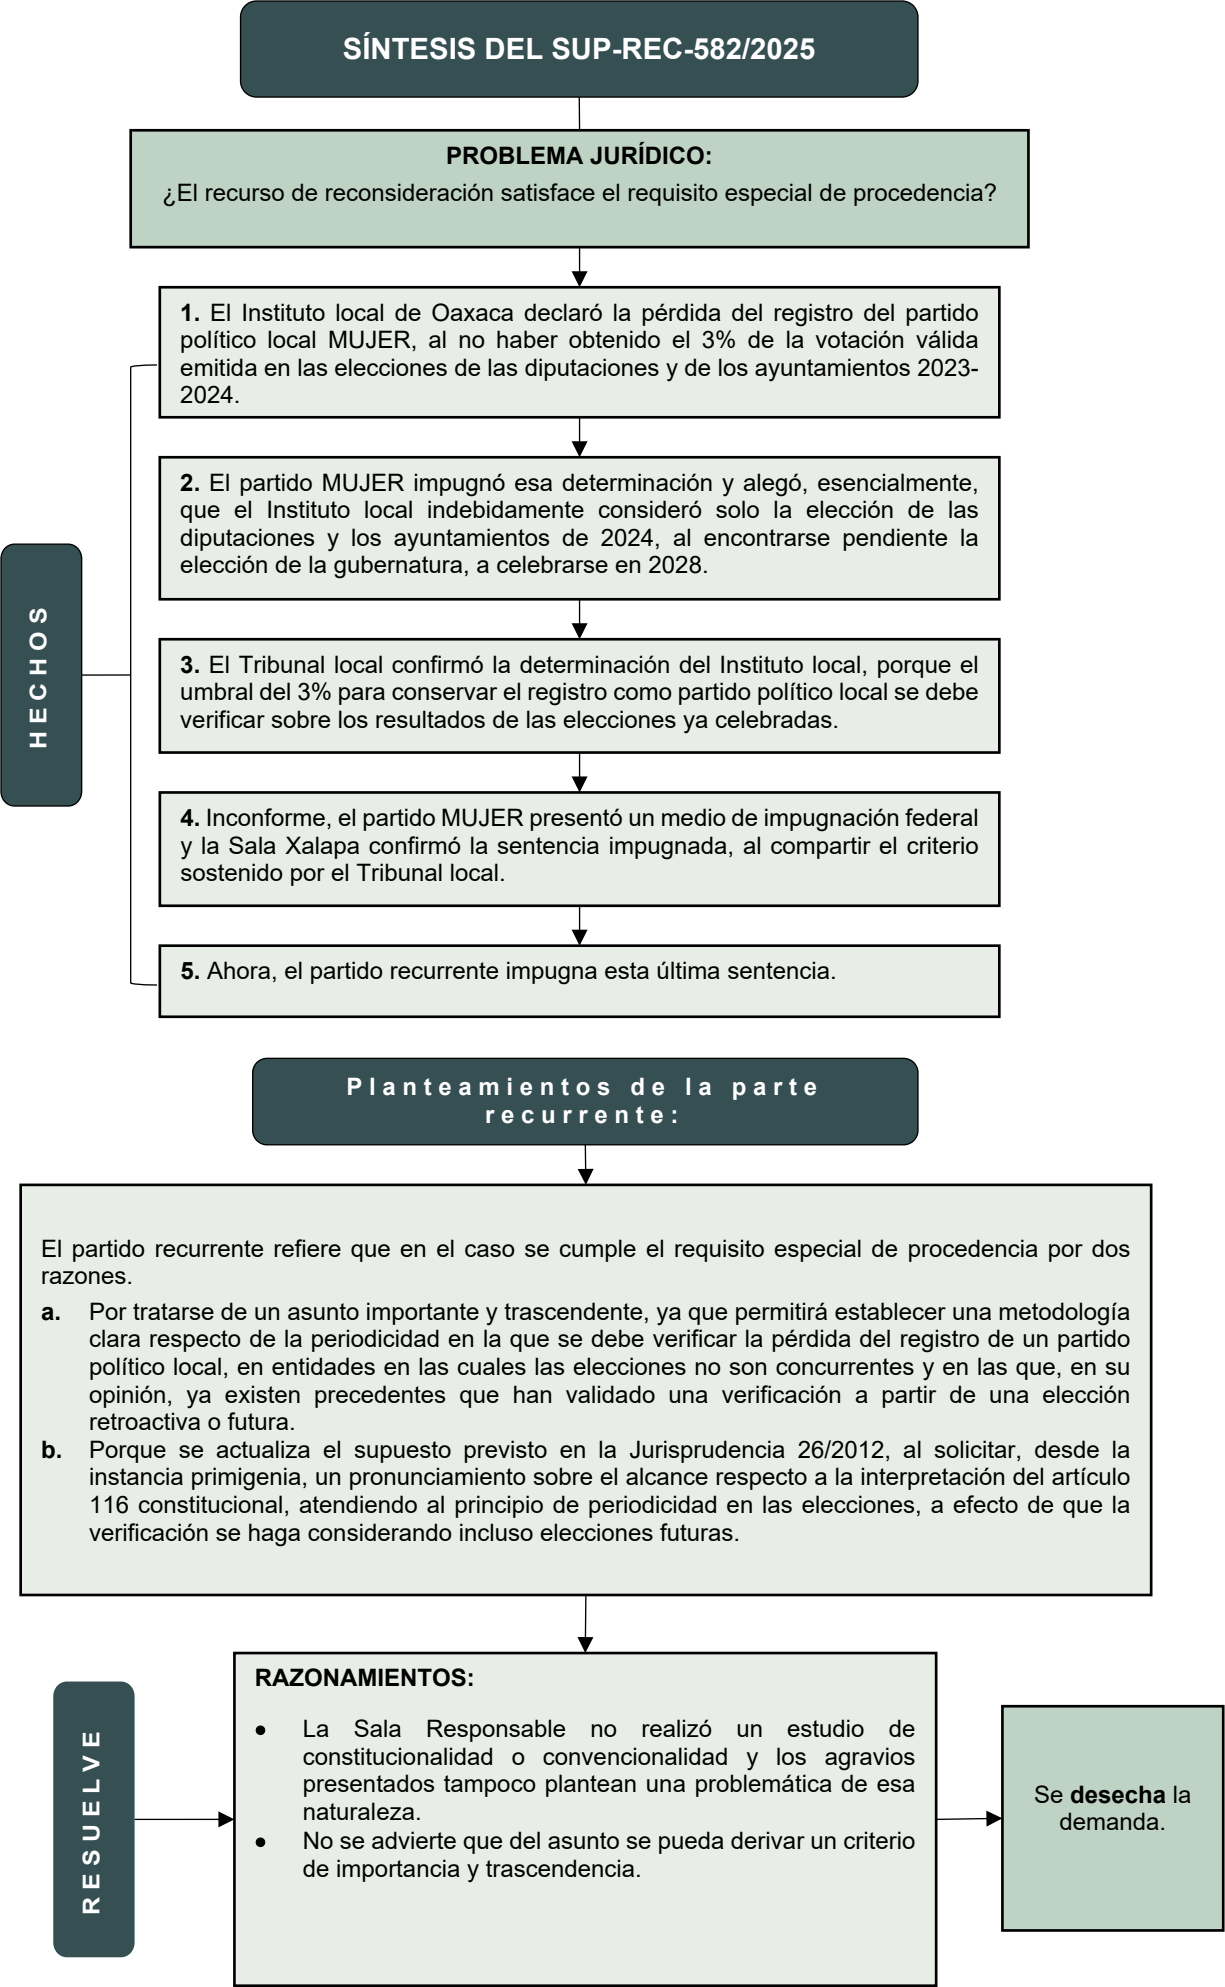 SÍNTESIS DEL SUP-REC-582/2025
PROBLEMA JURÍDICO:
¿El recurso de reconsideración satisface el requisito especial de procedencia?
HECHOS
1. El Instituto local de Oaxaca declaró la pérdida del registro del partido
político local MUJER, al no haber obtenido el 3% de la votación válida
emitida en las elecciones de las diputaciones y de los ayuntamientos 2023-
2024.
2. El partido MUJER impugnó esa determinación y alegó, esencialmente,
que el Instituto local indebidamente consideró solo la elección de las
diputaciones y los ayuntamientos de 2024, al encontrarse pendiente la
elección de la gubernatura, a celebrarse en 2028.
3. El Tribunal local confirmó la determinación del Instituto local, porque el
umbral del 3% para conservar el registro como partido político local se debe
verificar sobre los resultados de las elecciones ya celebradas.
4. Inconforme, el partido MUJER presentó un medio de impugnación federal
y la Sala Xalapa confirmó la sentencia impugnada, al compartir el criterio
sostenido por el Tribunal local.
5. Ahora, el partido recurrente impugna esta última sentencia.
Planteamientos de la parte
recurrente:
El partido recurrente refiere que en el caso se cumple el requisito especial de procedencia por dos
razones.
a. Por tratarse de un asunto importante y trascendente, ya que permitirá establecer una metodología
clara respecto de la periodicidad en la que se debe verificar la pérdida del registro de un partido
político local, en entidades en las cuales las elecciones no son concurrentes y en las que, en su
opinión, ya existen precedentes que han validado una verificación a partir de una elección
retroactiva o futura.
b. Porque se actualiza el supuesto previsto en la Jurisprudencia 26/2012, al solicitar, desde la
instancia primigenia, un pronunciamiento sobre el alcance respecto a la interpretación del artículo
116 constitucional, atendiendo al principio de periodicidad en las elecciones, a efecto de que la
verificación se haga considerando incluso elecciones futuras.
RESUELVE
RAZONAMIENTOS:
● La Sala Responsable no realizó un estudio de
constitucionalidad o convencionalidad y los agravios
presentados tampoco plantean una problemática de esa
naturaleza.
● No se advierte que del asunto se pueda derivar un criterio
de importancia y trascendencia.
Se desecha la
demanda.